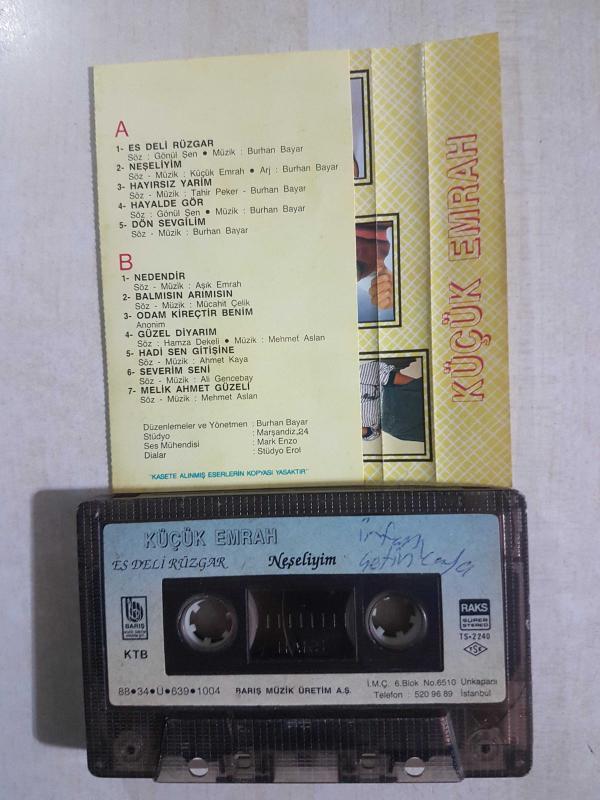 A
1- ES DELİ RÜZGAR
Söz : Gönül Şen ● Müzik : Burhan Bayar
2- NEŞELİYİM
Söz - Müzik : Küçük Emrah ● Arj : Burhan Bayar
3- HAYIRSIZ YARİM
Söz - Müzik : Tahir Peker - Burhan Bayar
4- HAYALDE GÖR
Söz : Gönül Şen ● Müzik : Burhan Bayar
5- DÖN SEVGİLİM
Söz - Müzik : Burhan Bayar
B
1- NEDENDİR
Söz - Müzik : Aşık Emrah
2- BALMISIN ARIMISIN
Söz - Müzik : Mücahit Çelik
3- ODAM KİREÇTİR BENİM
Anonim
4- GÜZEL DİYARIM
Söz : Hamza Dekeli ● Müzik : Mehmet Aslan
5- HADİ SEN GİTİŞİNE
Söz - Müzik : Ahmet Kaya
6- SEVERİM SENİ
Söz - Müzik : Ali Gencebay
7- MELİK AHMET GÜZELİ
Söz - Müzik : Mehmet Aslan
Düzenlemeler ve Yönetmen : Burhan Bayar
Stüdyo : Marşandiz 24
Ses Mühendisi : Mark Enzo
Dialar : Stüdyo Erol
"KASETE ALINMIŞ ESERLERİN KOPYASI YASAKTIR"
KÜÇÜK EMRAH
KÜÇÜK EMRAH
ES DELİ RÜZGAR Neşeliyim
BARIŞ
KTB
RAKS
SUPER
STEREO
TS-2240
TSE
88●34●Ü●639●1004 BARIŞ MÜZİK ÜRETİM A.Ş.
İ.M.Ç. 6.Blok No.6510 Unkapanı
Telefon : 520 96 89 İstanbul